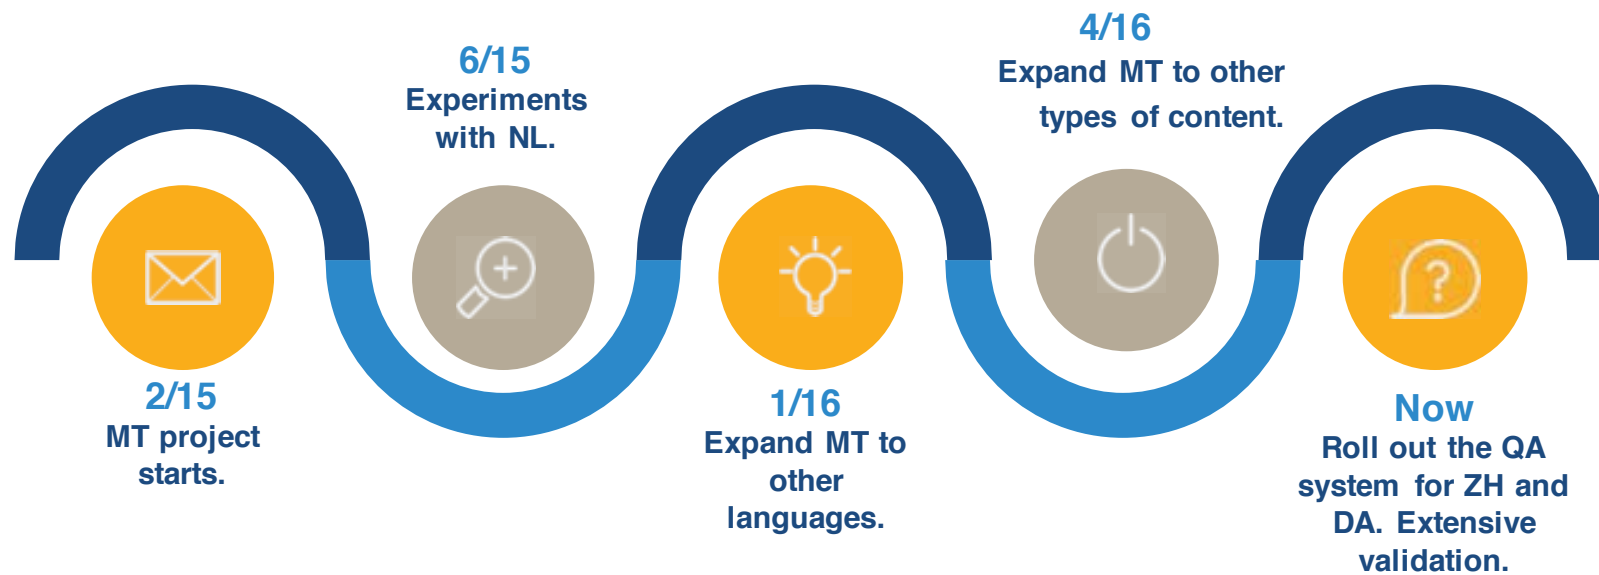 2/15
MT project
starts.
6/15
Experiments
with NL.
1/16
Expand MT to
other
languages.
4/16
Expand MT to other
types of content.
Now
Roll out the QA
system for ZH and
DA. Extensive
validation.